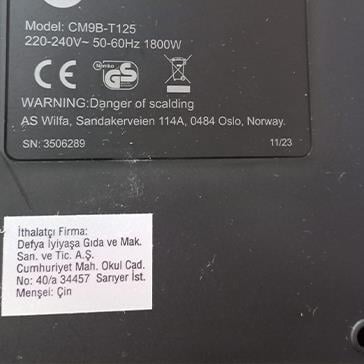 Model: CM9B-T125
220-240V~ 50-60Hz 1800W
CE
GS
WARNING:Danger of scalding
AS Wilfa, Sandakerveien 114A, 0484 Oslo, Norway.
SN: 3506289
11/23
İthalatçı Firma:
Defya İyiyaşa Gıda ve Mak.
San. ve Tic. A.Ş.
Cumhuriyet Mah. Okul Cad.
No: 40/a 34457 Sarıyer İst.
Menşei: Çin